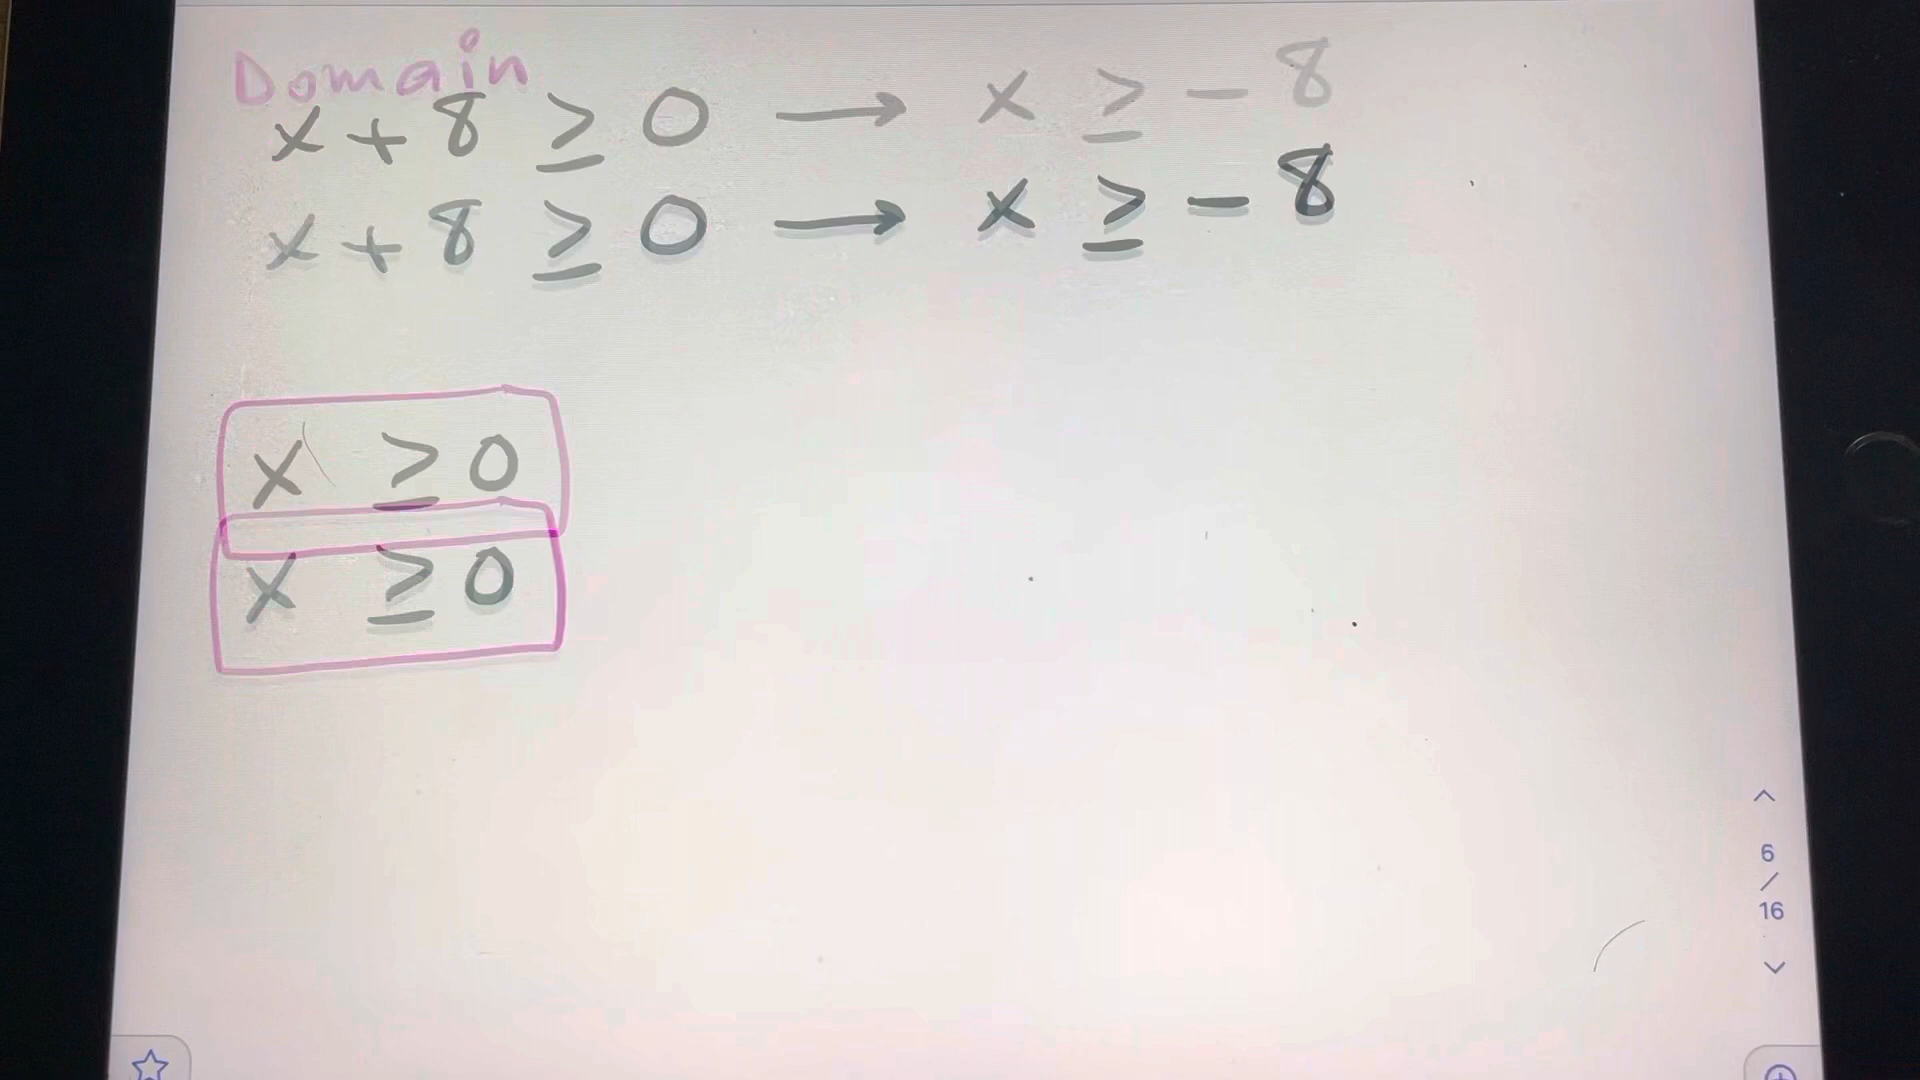 Domain
x + 8 ≥ 0 → x ≥ - 8
x + 8 ≥ 0 → x ≥ - 8
x ≥ 0
x ≥ 0
6
/
16